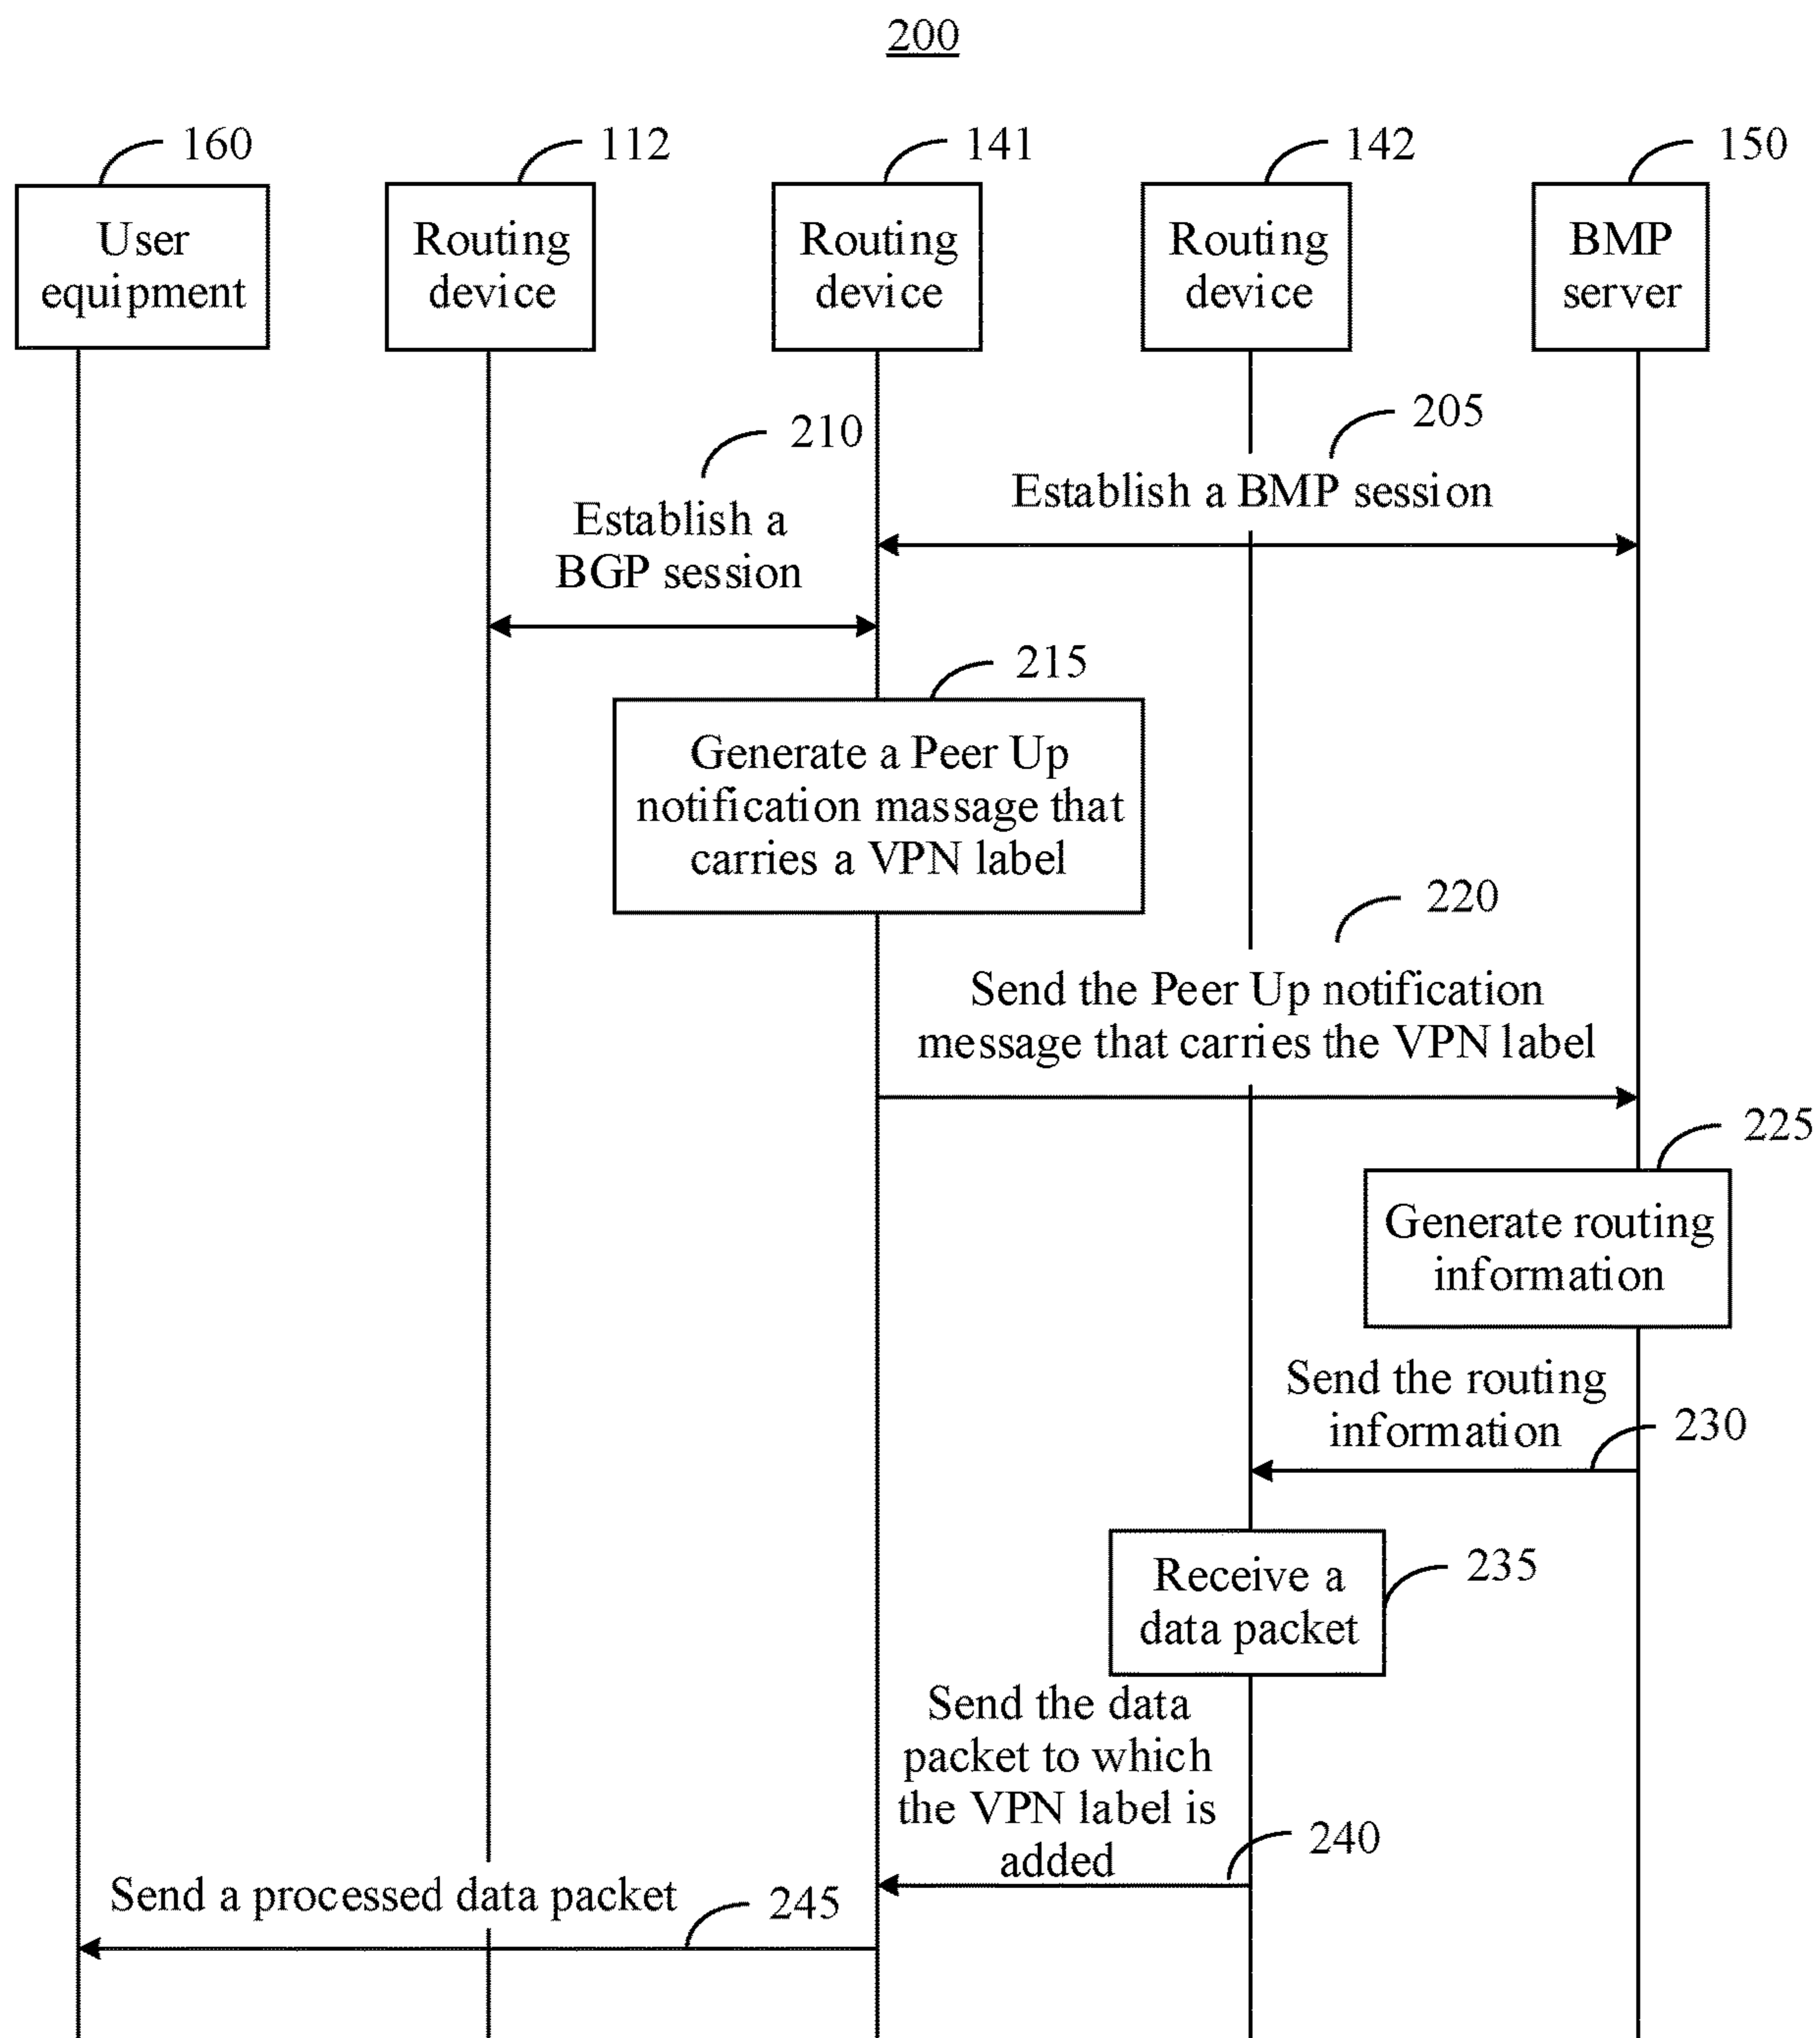 200
160
112
141
142
150
User
equipment
Routing
device
Routing
device
Routing
device
BMP
server
205
Establish a BMP session
210
Establish a
BGP session
215
Generate a Peer Up
notification massage that
carries a VPN label
220
Send the Peer Up notification
message that carries the VPN label
225
Generate routing
information
Send the routing
information
230
Receive a
data packet
235
Send the data
packet to which
the VPN label is
added
240
Send a processed data packet
245